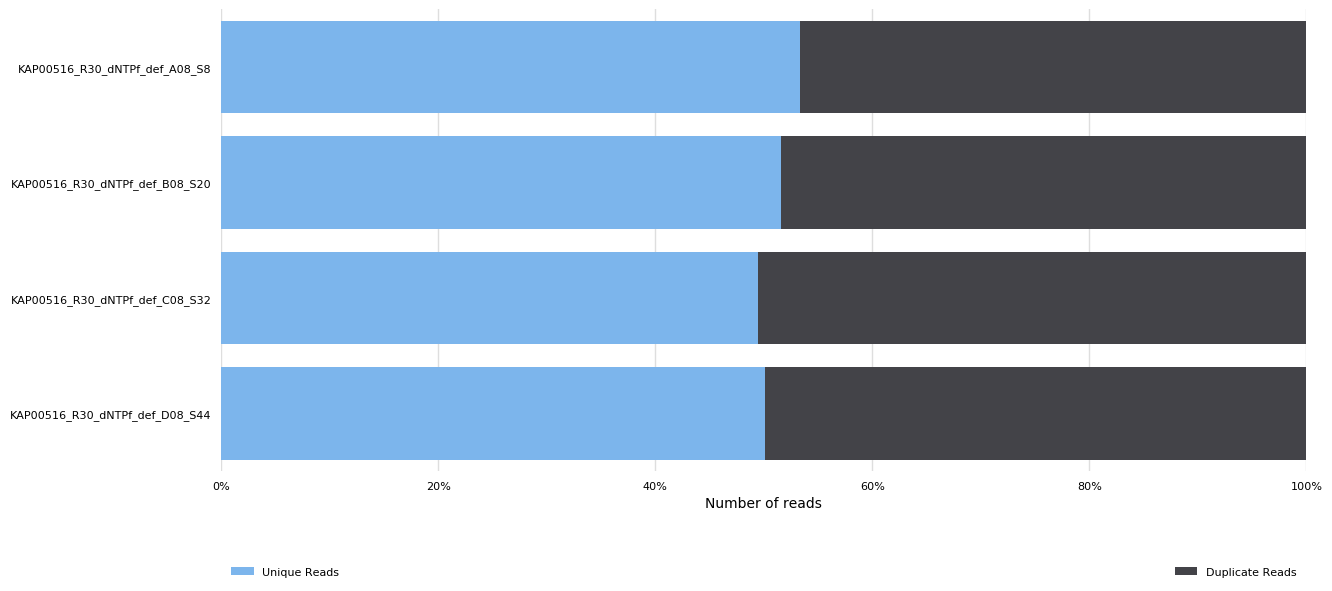 KAP00516_R30_dNTPf_def_A08_S8
KAP00516_R30_dNTPf_def_B08_S20
KAP00516_R30_dNTPf_def_C08_S32
KAP00516_R30_dNTPf_def_D08_S44
0% 20% 40% 60% 80% 100%
Number of reads
Unique Reads Duplicate Reads